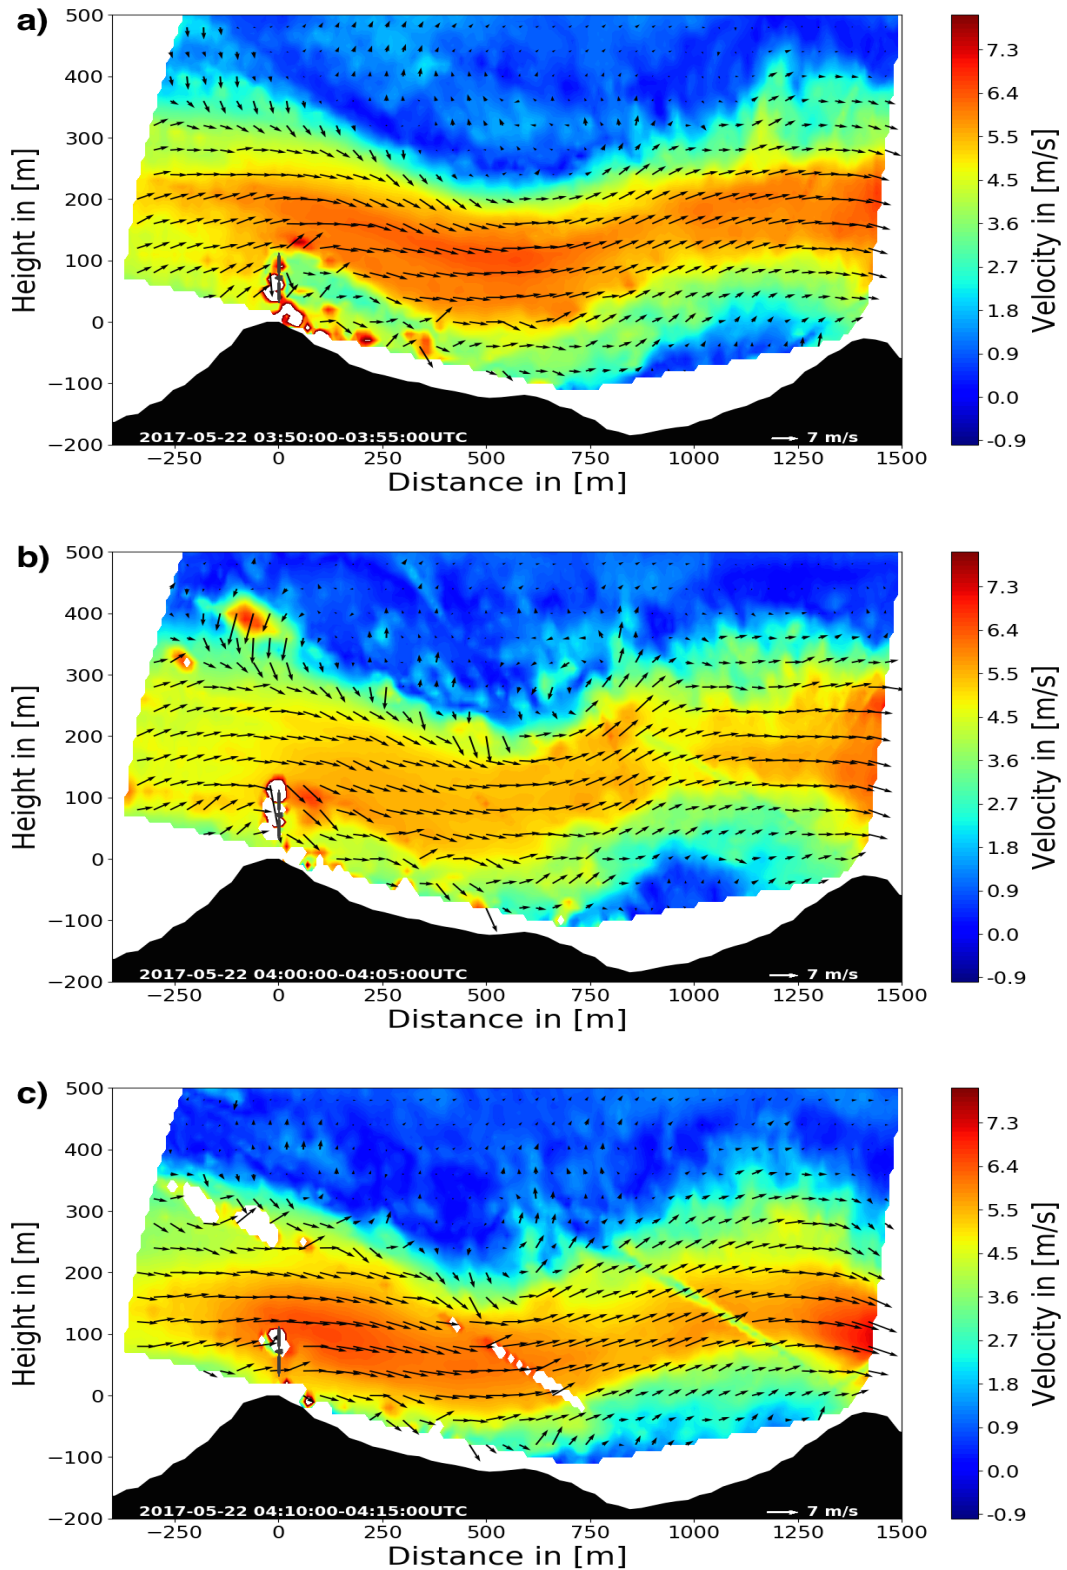 a)
500
400
300
200
100
0
−100
−200
Height in [m]
2017-05-22 03:50:00-03:55:00UTC
7 m/s
−250 0 250 500 750 1000 1250 1500
Distance in [m]
7.3
6.4
5.5
4.5
3.6
2.7
1.8
0.9
0.0
-0.9
Velocity in [m/s]
b)
500
400
300
200
100
0
−100
−200
Height in [m]
2017-05-22 04:00:00-04:05:00UTC
7 m/s
−250 0 250 500 750 1000 1250 1500
Distance in [m]
7.3
6.4
5.5
4.5
3.6
2.7
1.8
0.9
0.0
-0.9
Velocity in [m/s]
c)
500
400
300
200
100
0
−100
−200
Height in [m]
2017-05-22 04:10:00-04:15:00UTC
7 m/s
−250 0 250 500 750 1000 1250 1500
Distance in [m]
7.3
6.4
5.5
4.5
3.6
2.7
1.8
0.9
0.0
-0.9
Velocity in [m/s]